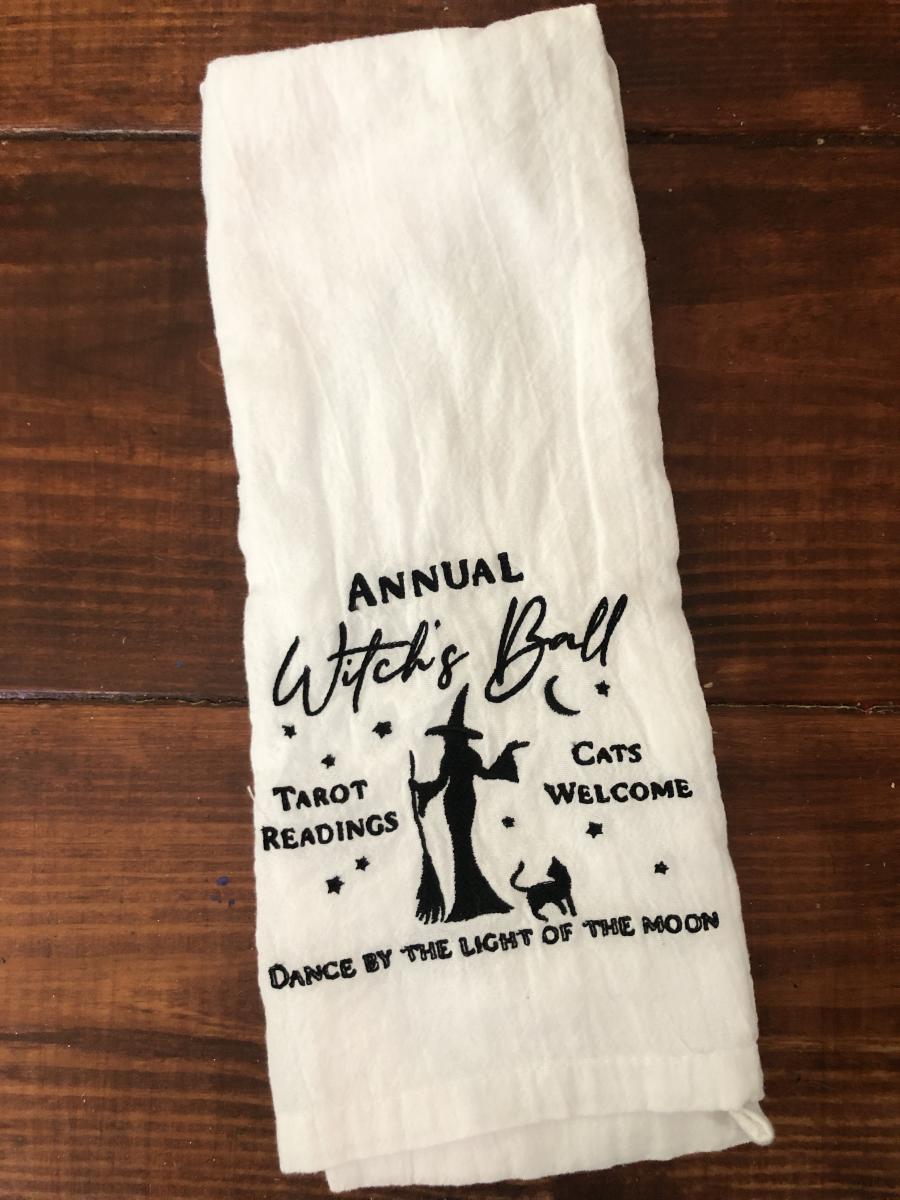 ANNUAL
Witch's Ball
TAROT
READINGS
CATS
WELCOME
DANCE BY THE LIGHT OF THE MOON